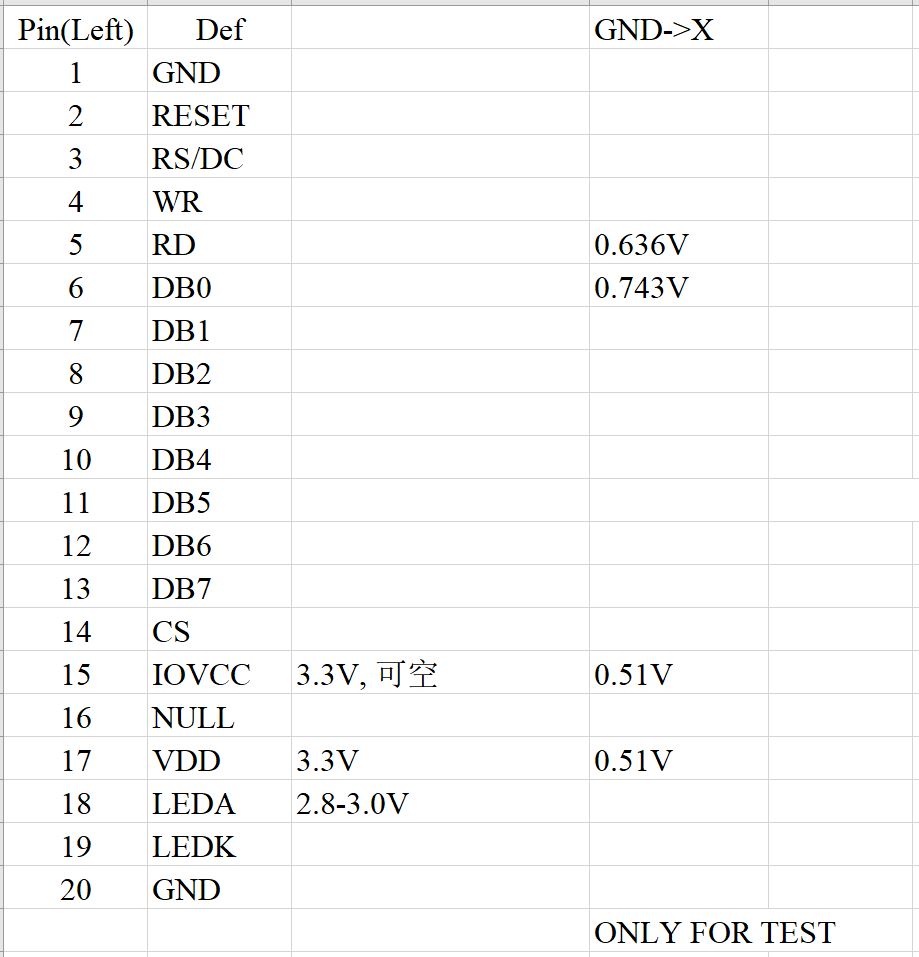 Pin(Left) Def GND->X
1 GND
2 RESET
3 RS/DC
4 WR
5 RD 0.636V
6 DB0 0.743V
7 DB1
8 DB2
9 DB3
10 DB4
11 DB5
12 DB6
13 DB7
14 CS
15 IOVCC 3.3V, 可空 0.51V
16 NULL
17 VDD 3.3V 0.51V
18 LEDA 2.8-3.0V
19 LEDK
20 GND
ONLY FOR TEST